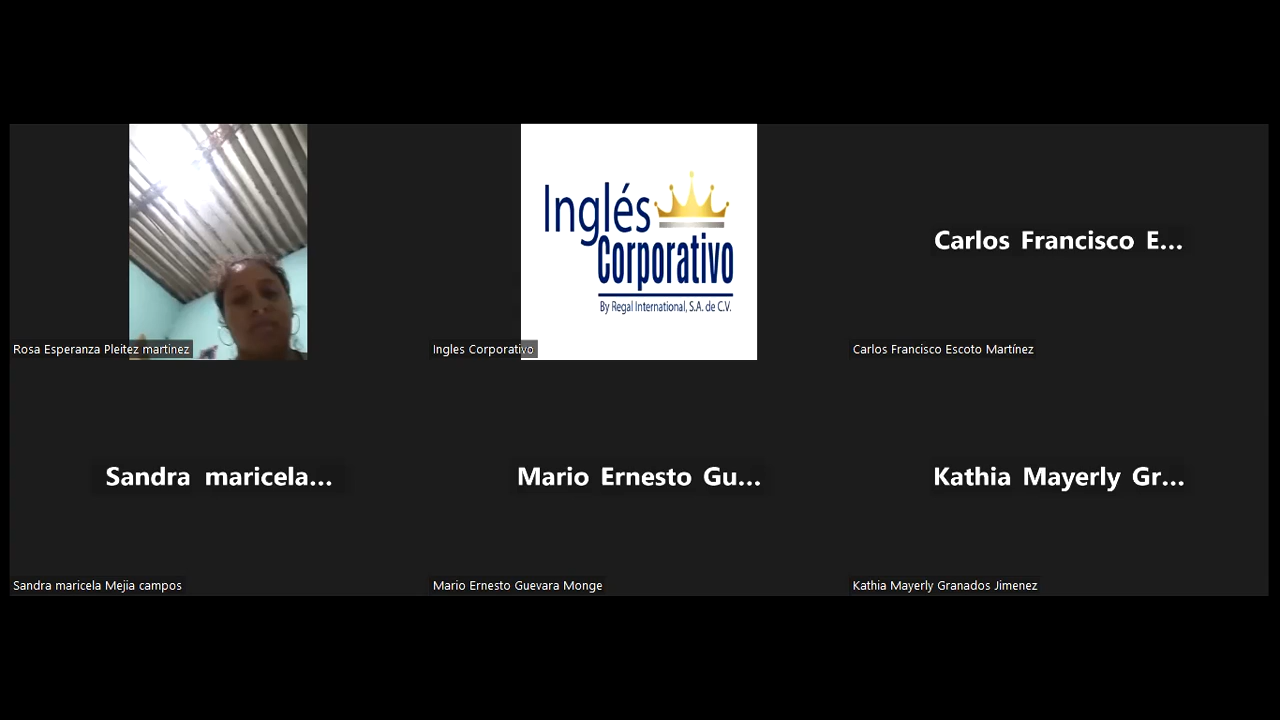 Inglés
Corporativo
By Regal International, S.A. de C.V.
Carlos Francisco E...
Rosa Esperanza Pleitez martinez
Ingles Corporativo
Carlos Francisco Escoto Martínez
Sandra maricela...
Mario Ernesto Gu...
Kathia Mayerly Gr...
Sandra maricela Mejia campos
Mario Ernesto Guevara Monge
Kathia Mayerly Granados Jimenez